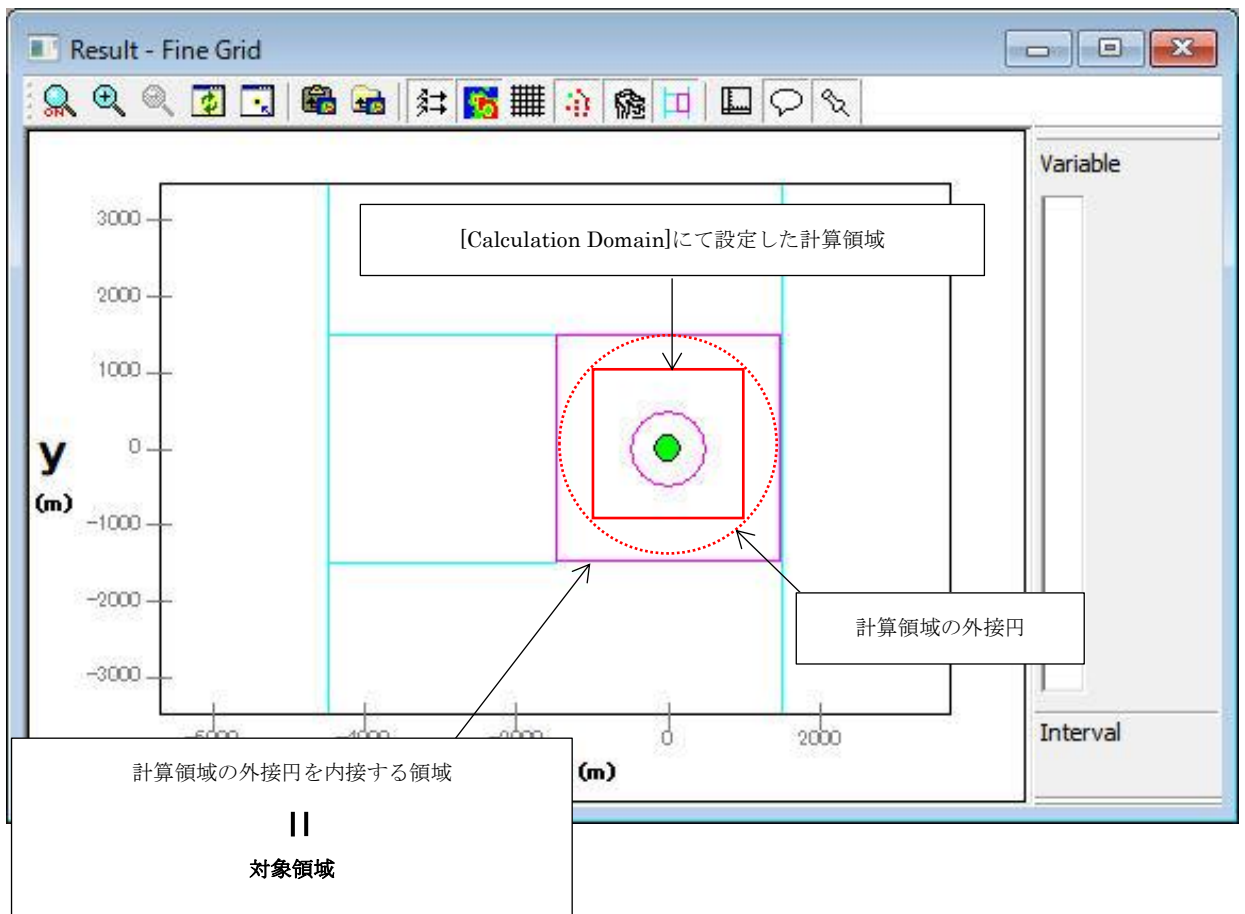 Result - Fine Grid
ON
Variable
3000
[Calculation Domain]にて設定した計算領域
2000
1000
y
0
(m)
-1000
-2000
計算領域の外接円
-3000
0
2000
Interval
計算領域の外接円を内接する領域
(m)
||
対象領域